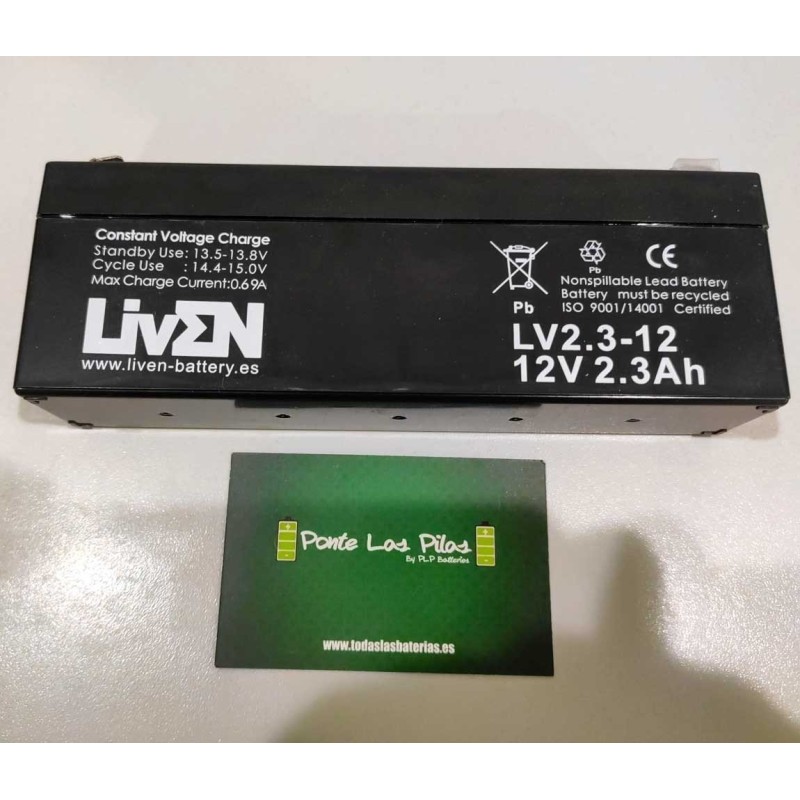 Constant Voltage Charge
Standby Use: 13.5-13.8V
Cycle Use : 14.4-15.0V
Max Charge Current:0.69A
LivEN
www.liven-battery.es
Pb
Pb
CE
Nonspillable Lead Battery
Battery must be recycled
ISO 9001/14001 Certified
LV2.3-12
12V 2.3Ah
Ponte Las Pilas
By PLP Baterías
www.todaslasbaterias.es